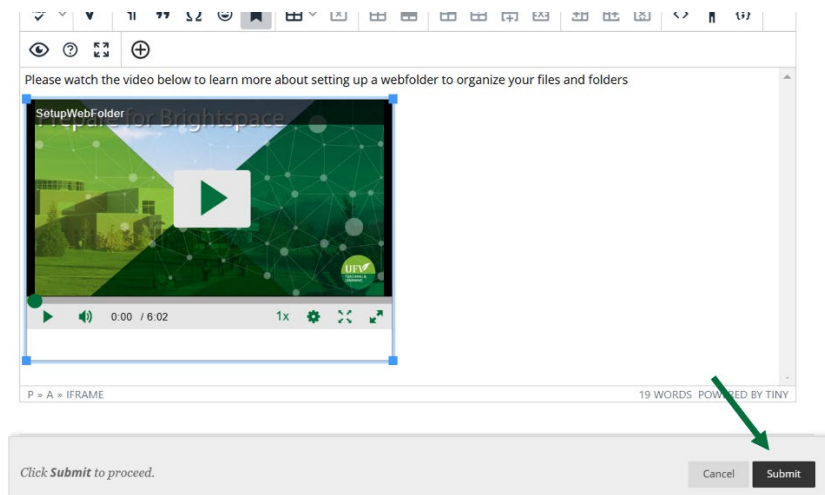 Please watch the video below to learn more about setting up a webfolder to organize your files and folders
SetupWebFolder
Prepare for Brightspace
UFV
TEACHING &
LEARNING
0:00 / 6:02
1x
P » A » IFRAME
19 WORDS POWERED BY TINY
Click Submit to proceed.
Cancel
Submit